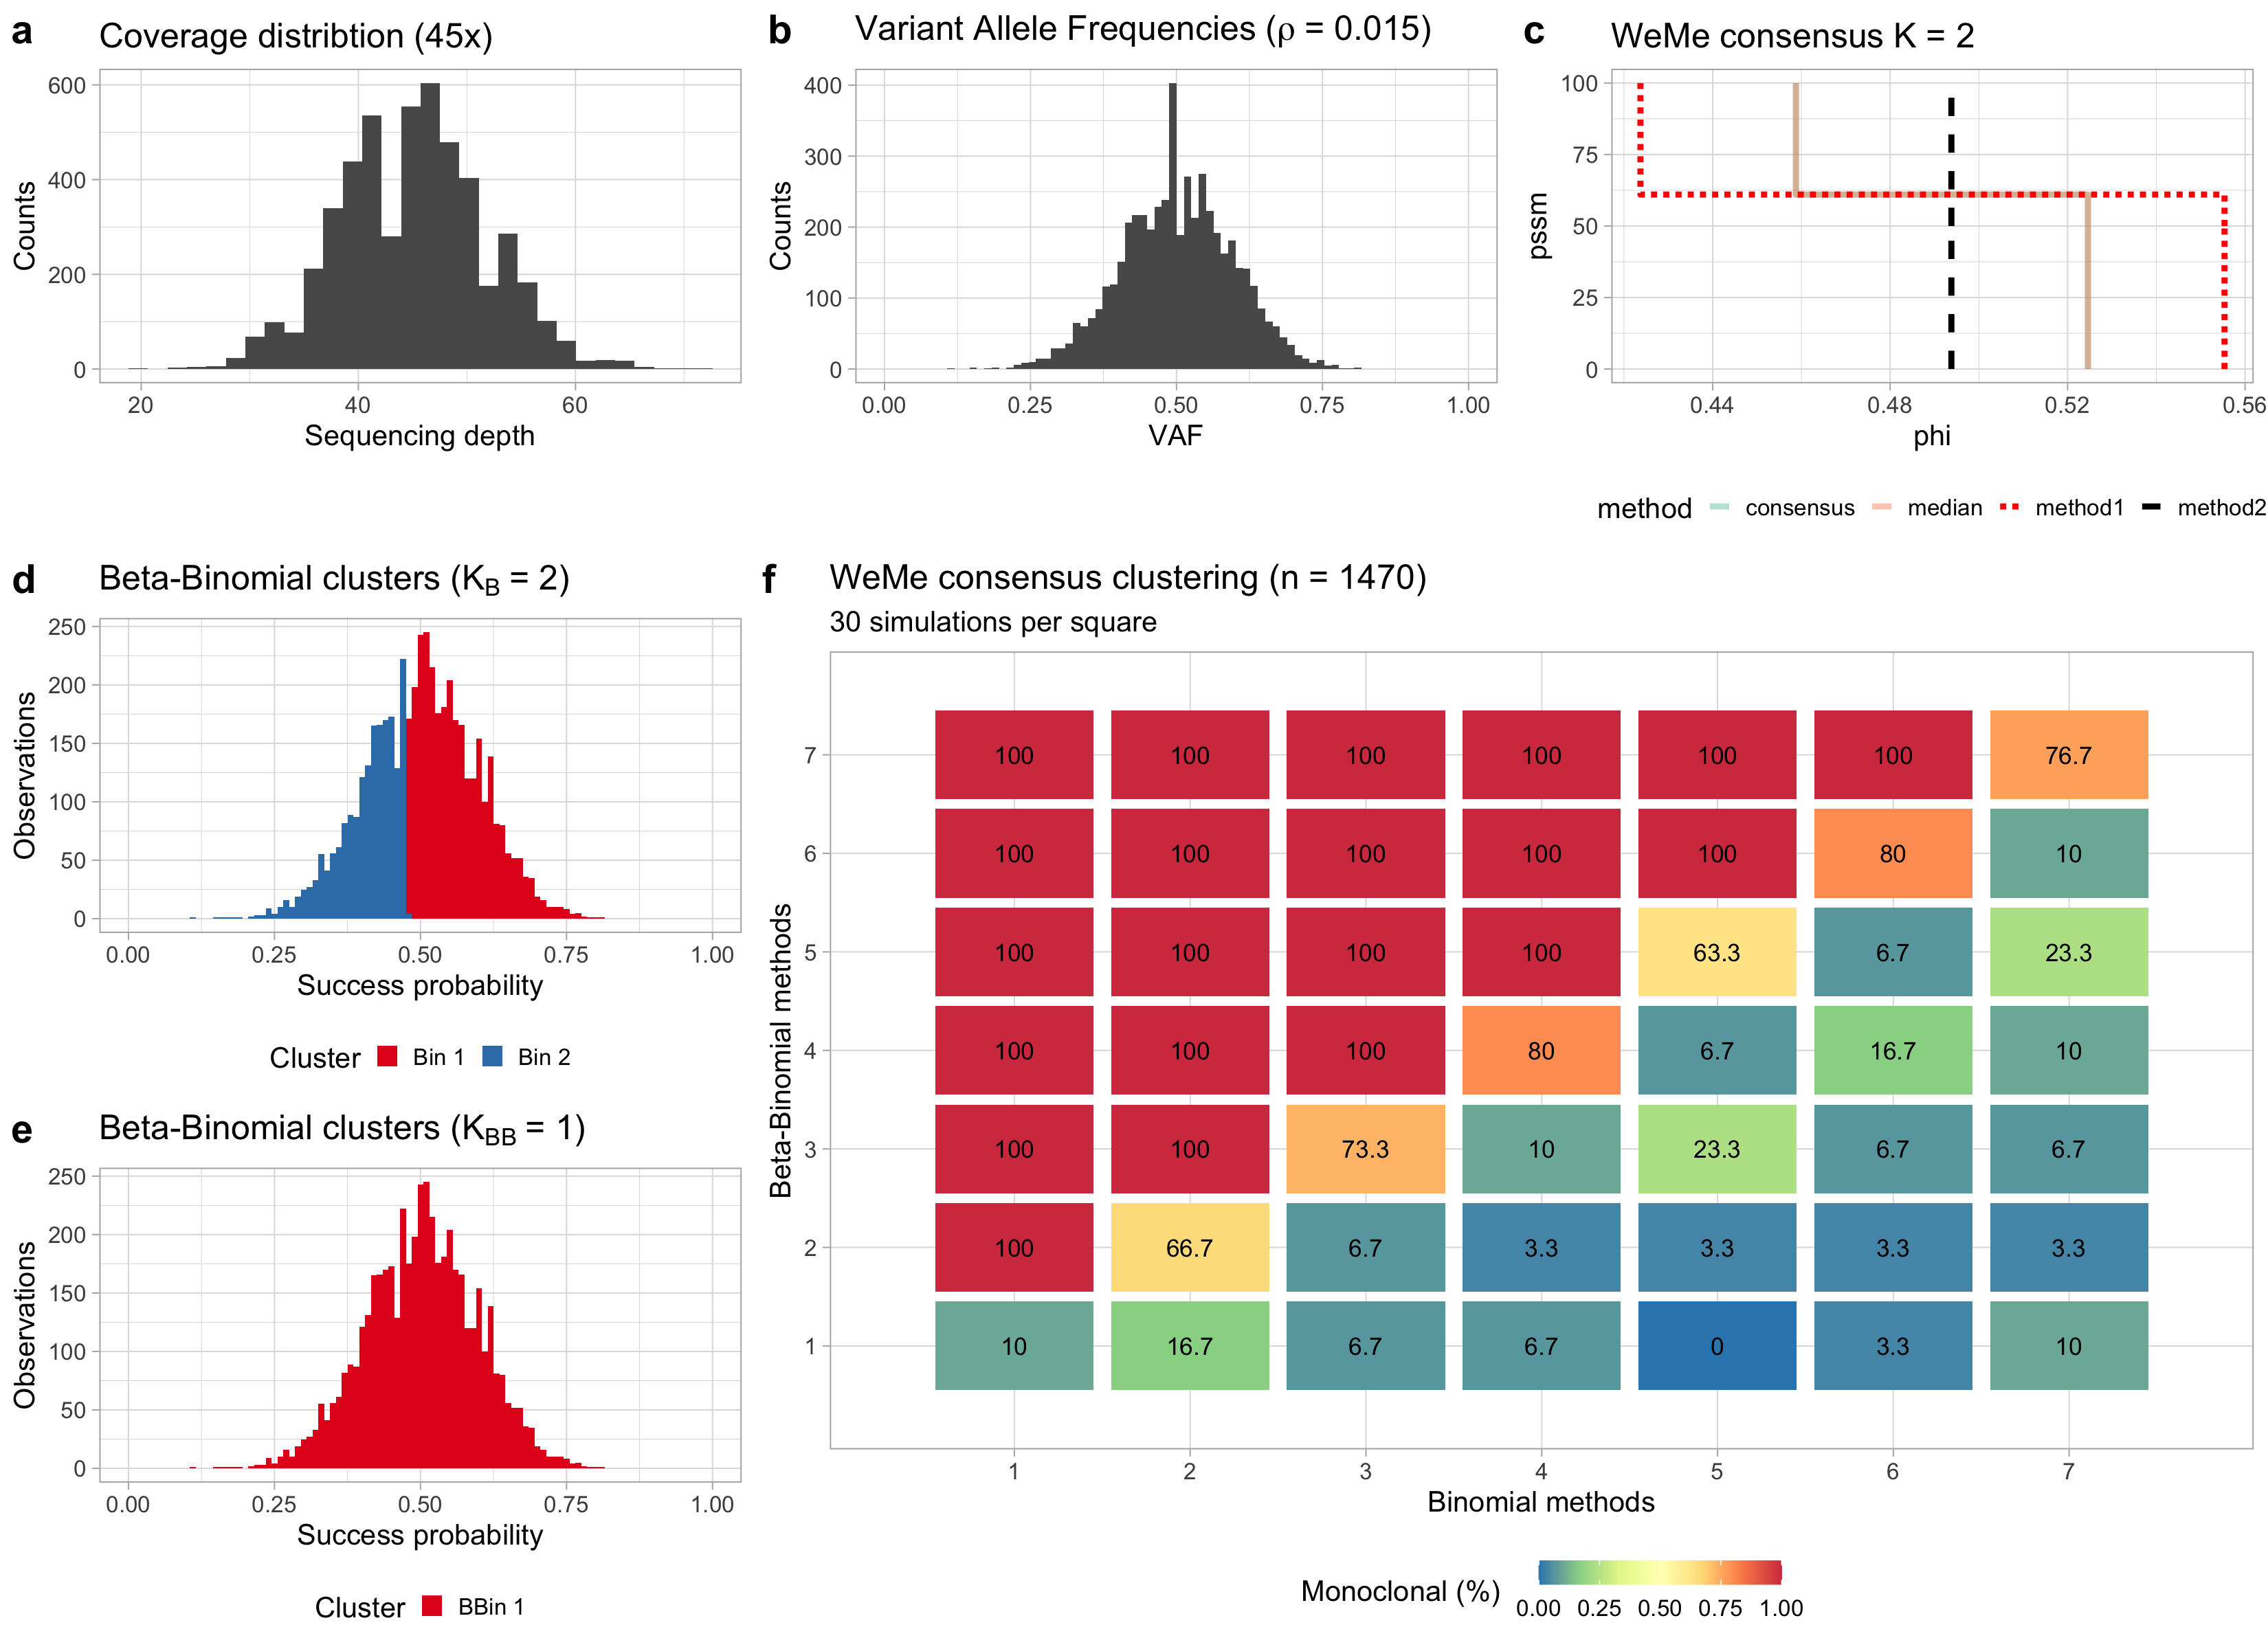 a Coverage distribtion (45x)
600
400
200
0
Counts
20 40 60
Sequencing depth
b Variant Allele Frequencies (ρ = 0.015)
400
300
200
100
0
Counts
0.00 0.25 0.50 0.75 1.00
VAF
c WeMe consensus K = 2
100
75
50
25
0
pssm
0.44 0.48 0.52 0.56
phi
method consensus median method1 method2
d Beta-Binomial clusters (K_B = 2)
250
200
150
100
50
0
Observations
0.00 0.25 0.50 0.75 1.00
Success probability
Cluster Bin 1 Bin 2
e Beta-Binomial clusters (K_BB = 1)
250
200
150
100
50
0
Observations
0.00 0.25 0.50 0.75 1.00
Success probability
Cluster BBin 1
f WeMe consensus clustering (n = 1470)
30 simulations per square
Beta-Binomial methods
7 100 100 100 100 100 100 76.7
6 100 100 100 100 100 80 10
5 100 100 100 100 63.3 6.7 23.3
4 100 100 100 80 6.7 16.7 10
3 100 100 73.3 10 23.3 6.7 6.7
2 100 66.7 6.7 3.3 3.3 3.3 3.3
1 10 16.7 6.7 6.7 0 3.3 10
1 2 3 4 5 6 7
Binomial methods
Monoclonal (%)
0.00 0.25 0.50 0.75 1.00